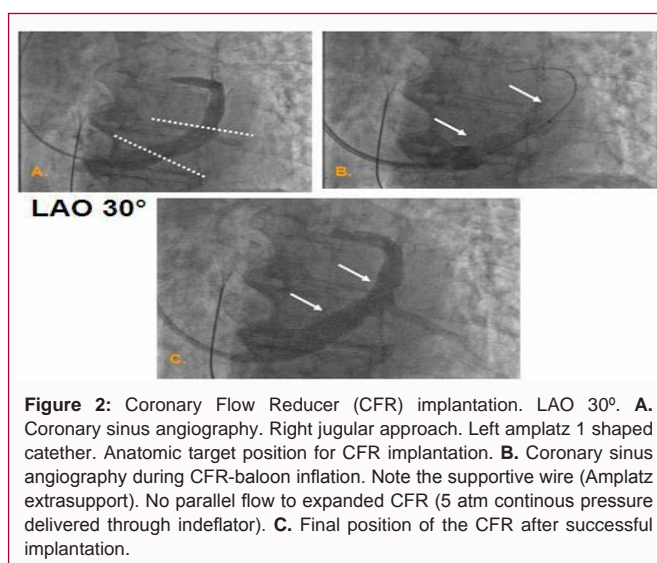 A.
B.
LAO 30°
C.
Figure 2: Coronary Flow Reducer (CFR) implantation. LAO 30º. A.
Coronary sinus angiography. Right jugular approach. Left amplatz 1 shaped
catether. Anatomic target position for CFR implantation. B. Coronary sinus
angiography during CFR-baloon inflation. Note the supportive wire (Amplatz
extrasupport). No parallel flow to expanded CFR (5 atm continous pressure
delivered through indeflator). C. Final position of the CFR after successful
implantation.